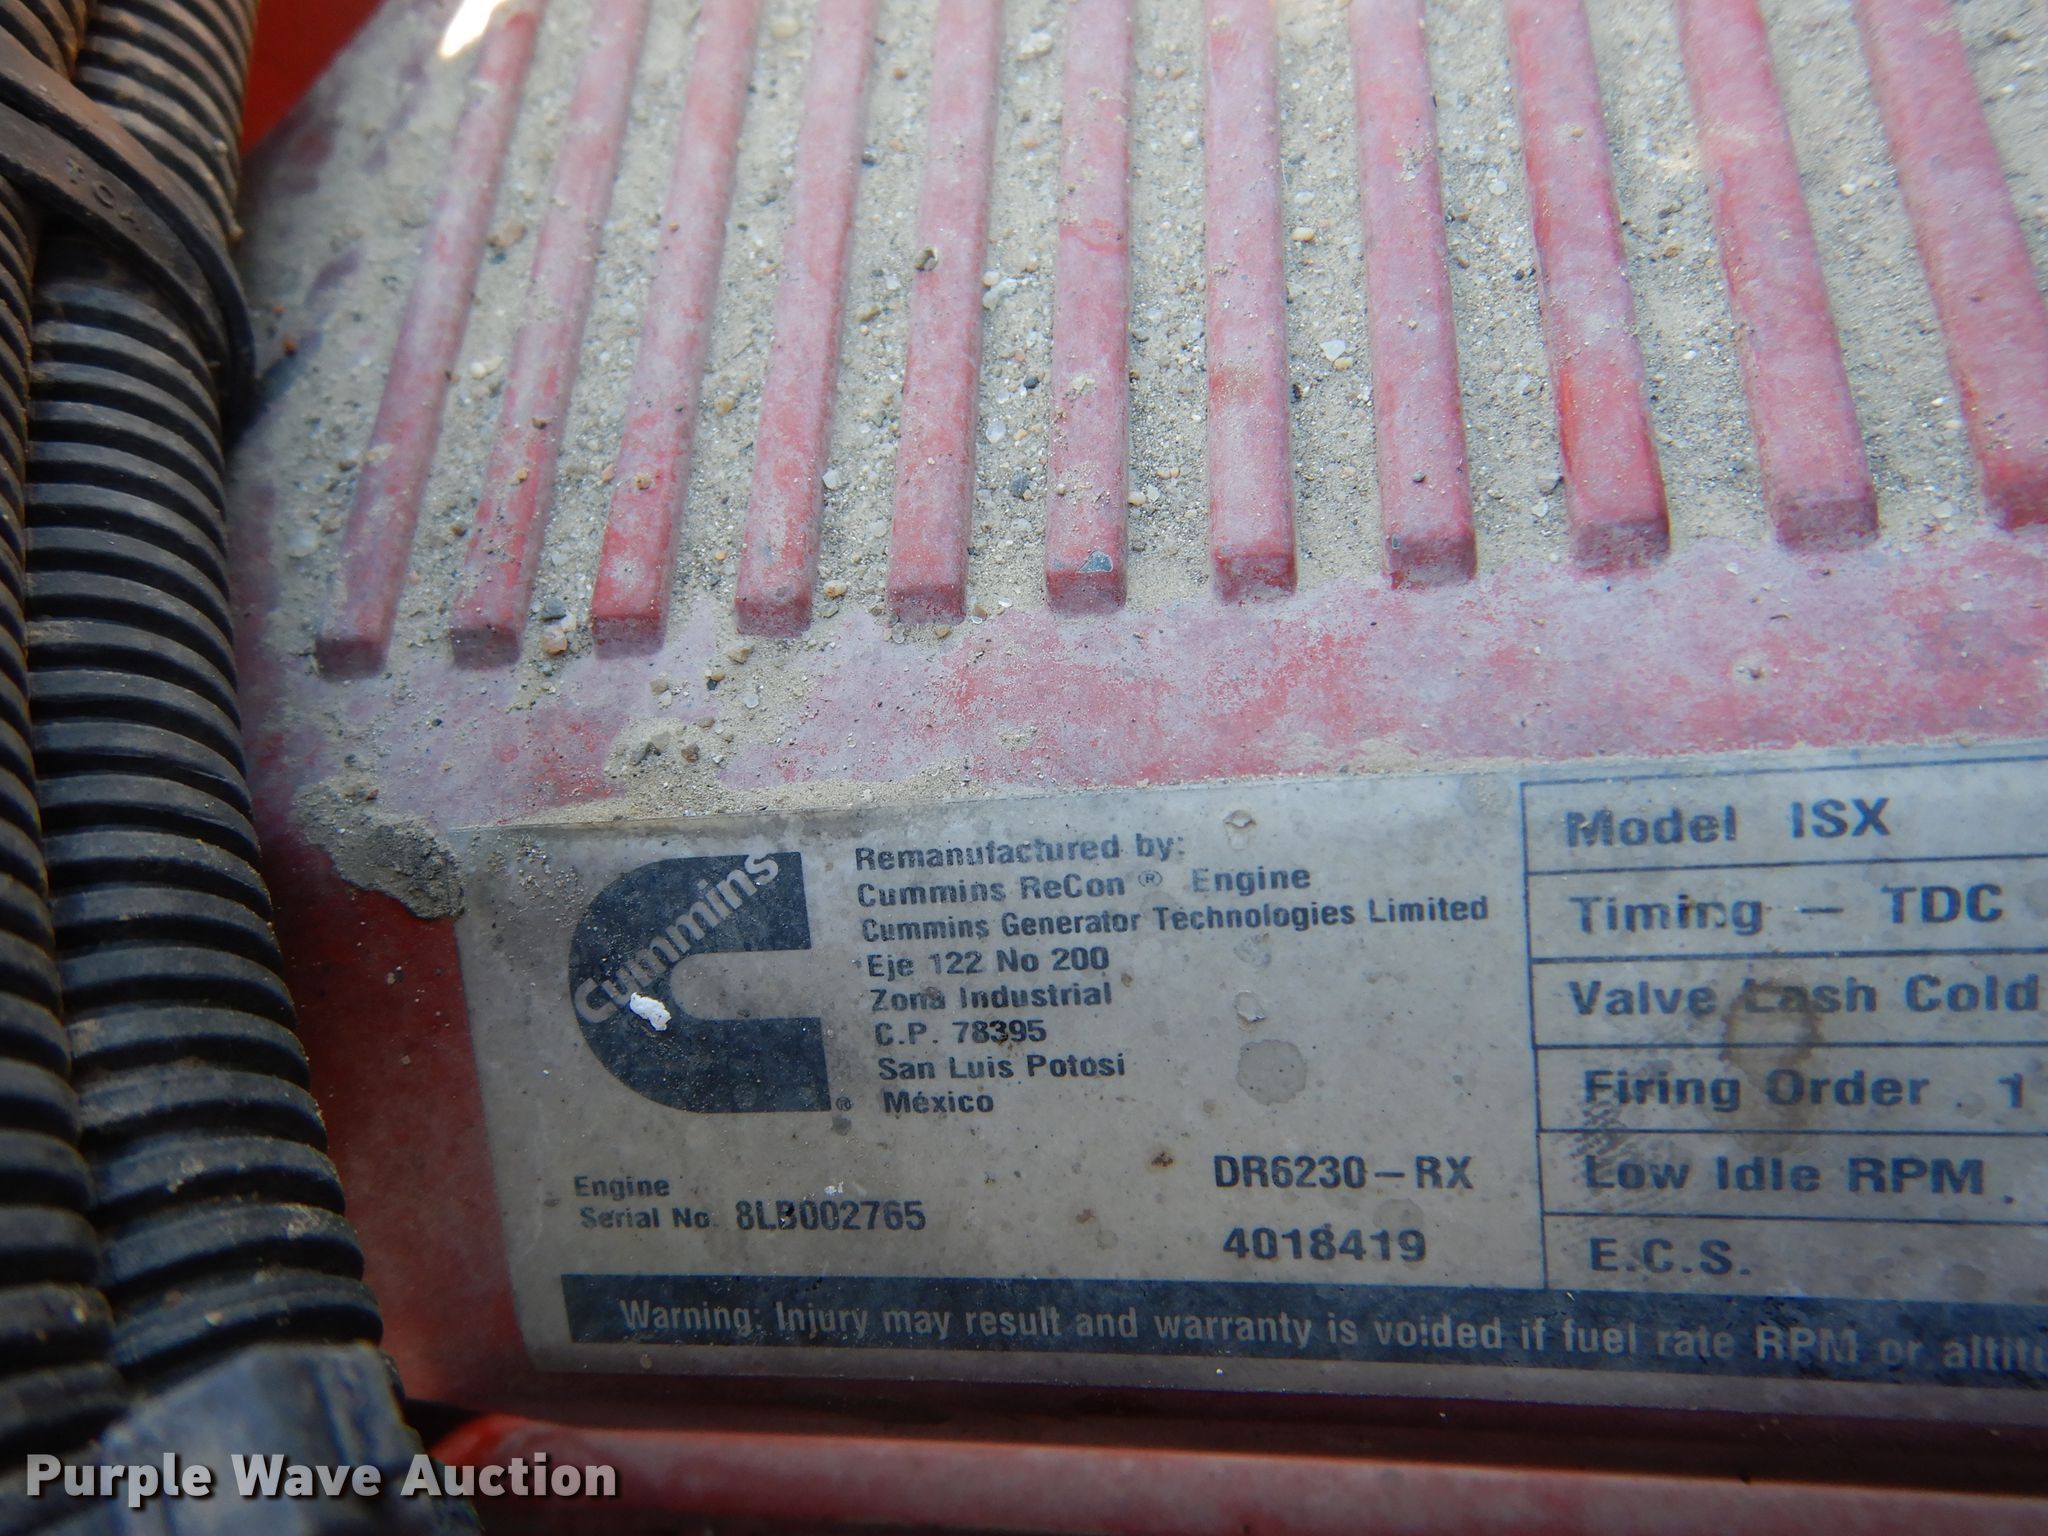 Cummins
Remanufactured by:
Cummins ReCon® Engine
Cummins Generator Technologies Limited
Eje 122 No 200
Zona Industrial
C.P. 78395
San Luis Potosi
®
México
Engine
Serial No. 8LB002765
DR6230-RX
4018419
Model ISX
Timing - TDC
Valve Lash Cold
Firing Order 1
Low Idle RPM
E.C.S.
Warning: Injury may result and warranty is voided if fuel rate RPM or altitu
Purple Wave Auction